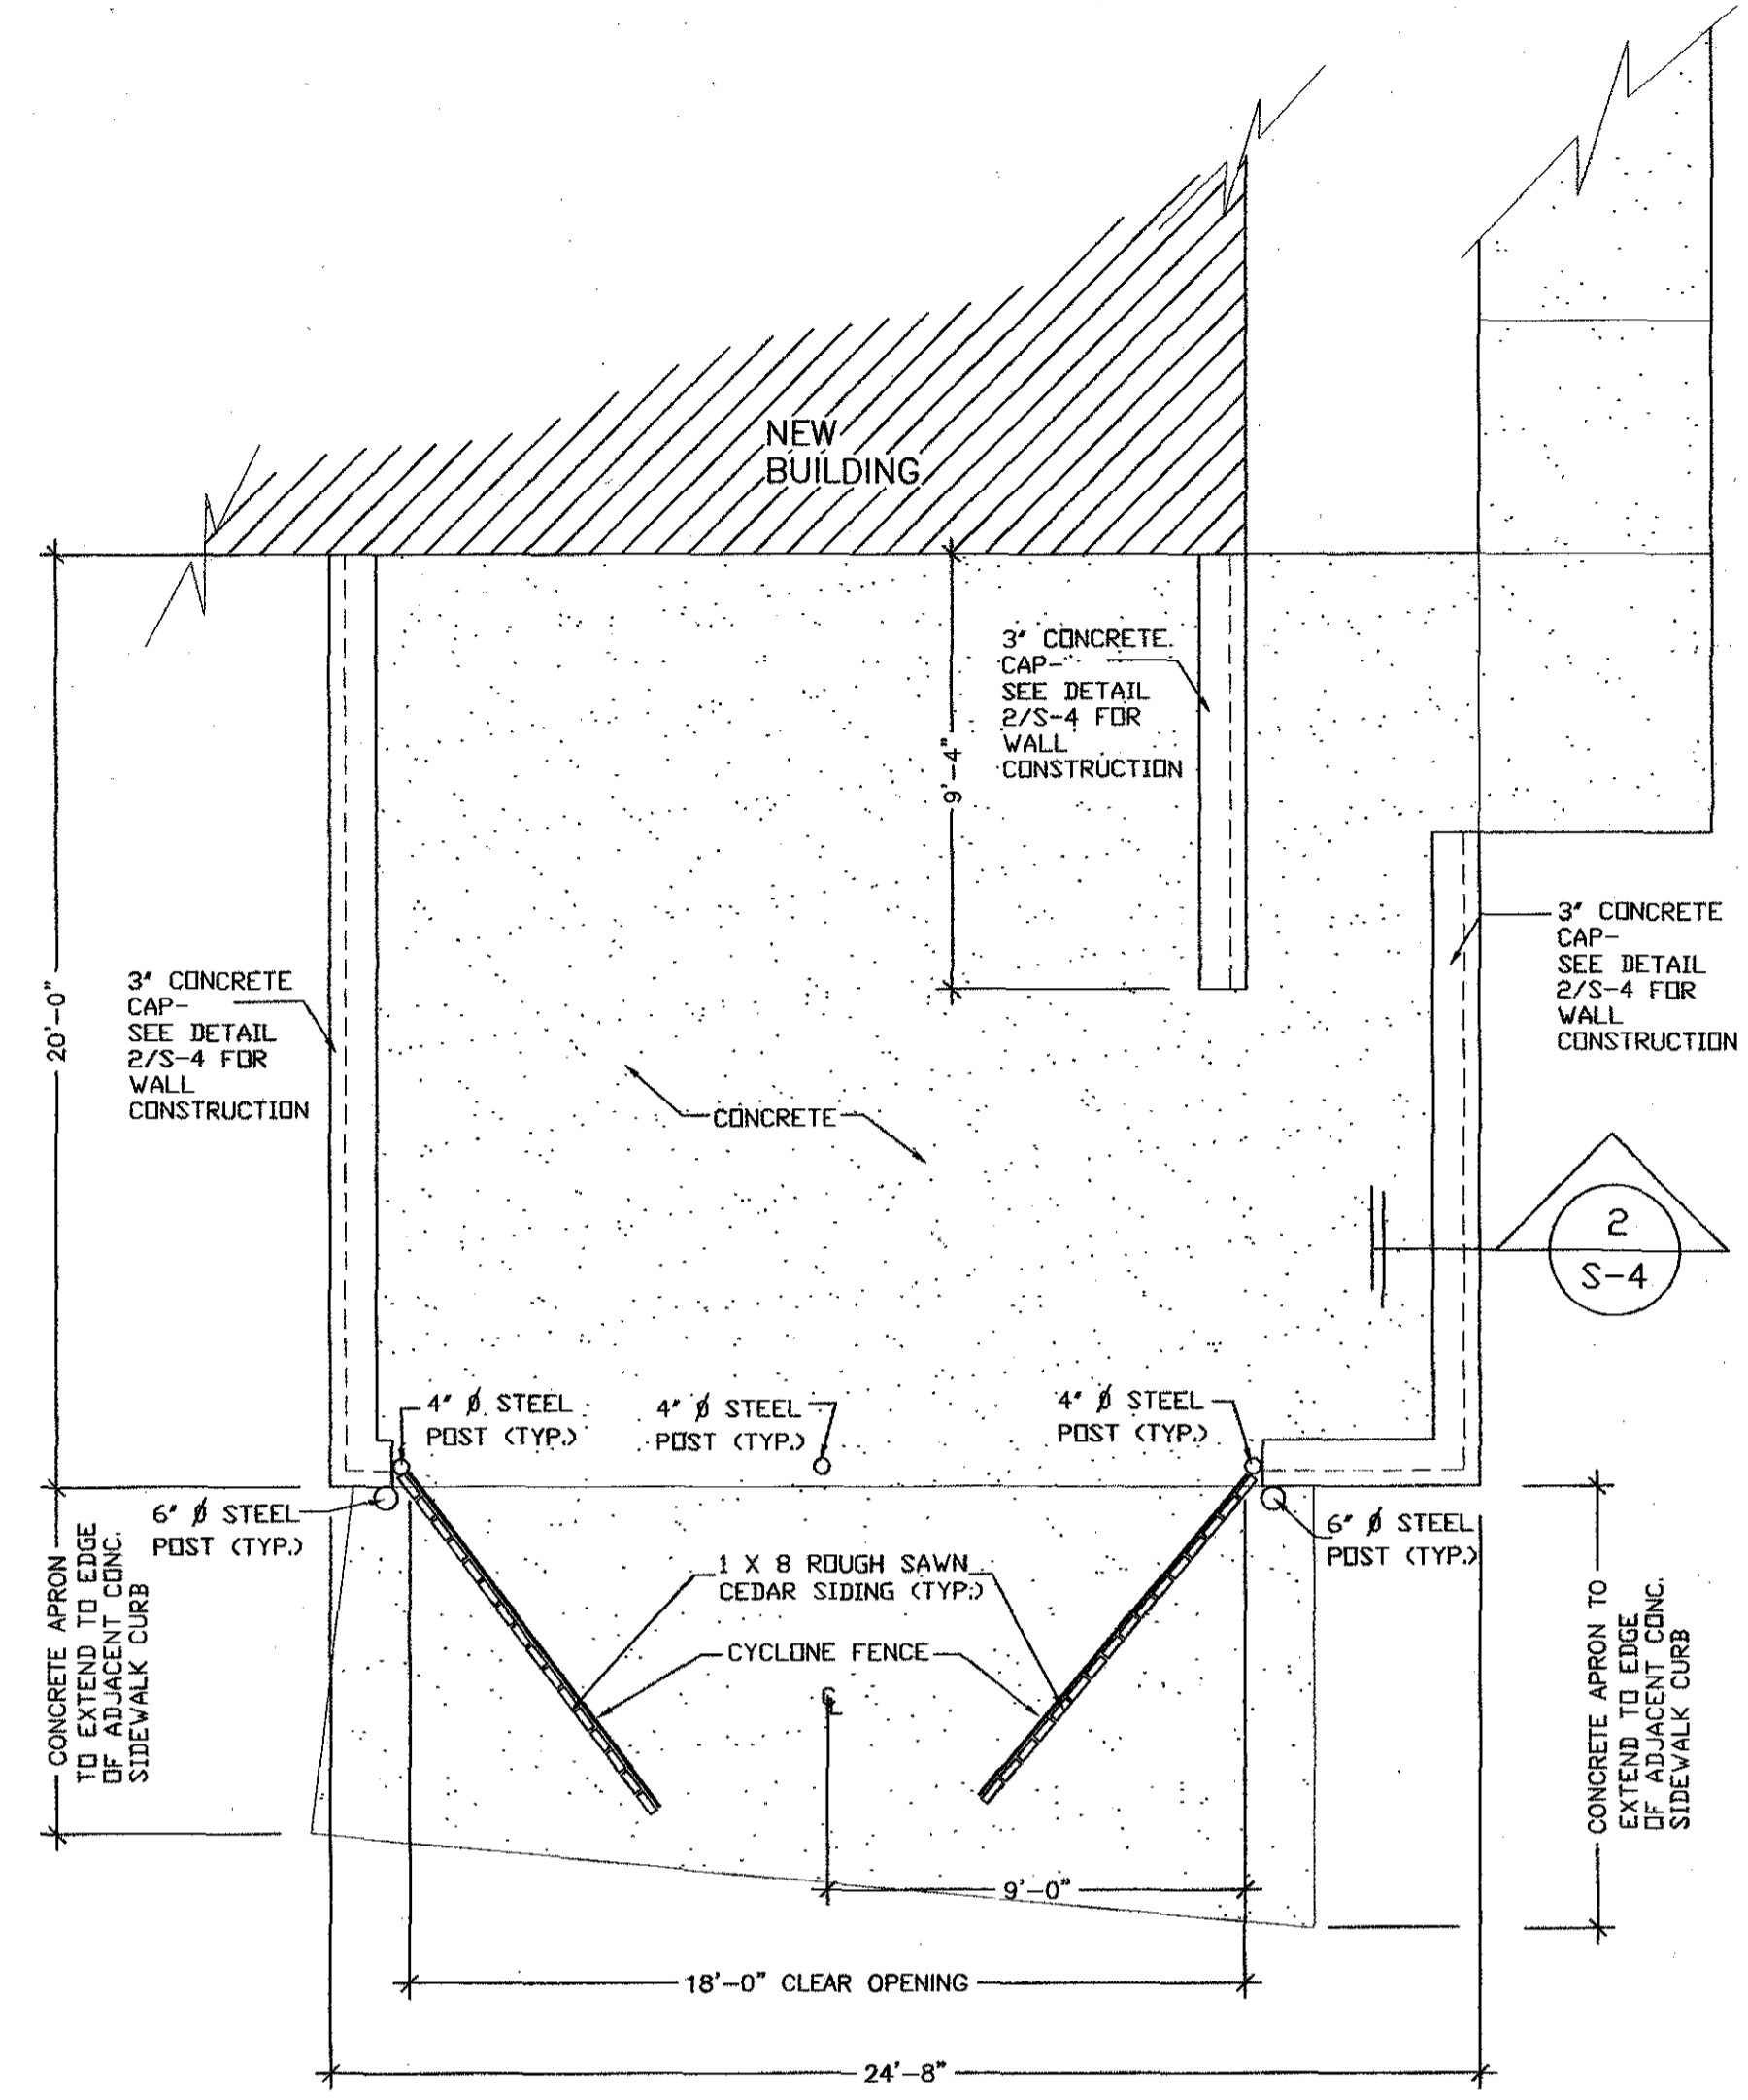 NEW
BUILDING
3" CONCRETE
CAP-
SEE DETAIL
2/S-4 FOR
WALL
CONSTRUCTION
9'-4"
3" CONCRETE
CAP-
SEE DETAIL
2/S-4 FOR
WALL
CONSTRUCTION
20'-0"
3" CONCRETE
CAP-
SEE DETAIL
2/S-4 FOR
WALL
CONSTRUCTION
CONCRETE
2
S-4
4" Ø STEEL
POST (TYP.)
4" Ø STEEL
POST (TYP.)
4" Ø STEEL
POST (TYP.)
6" Ø STEEL
POST (TYP.)
6" Ø STEEL
POST (TYP.)
1 X 8 ROUGH SAWN
CEDAR SIDING (TYP.)
CYCLONE FENCE
CONCRETE APRON
TO EXTEND TO EDGE
OF ADJACENT CONC.
SIDEWALK CURB
CONCRETE APRON TO
EXTEND TO EDGE
OF ADJACENT CONC.
SIDEWALK CURB
℄
9'-0"
18'-0" CLEAR OPENING
24'-8"